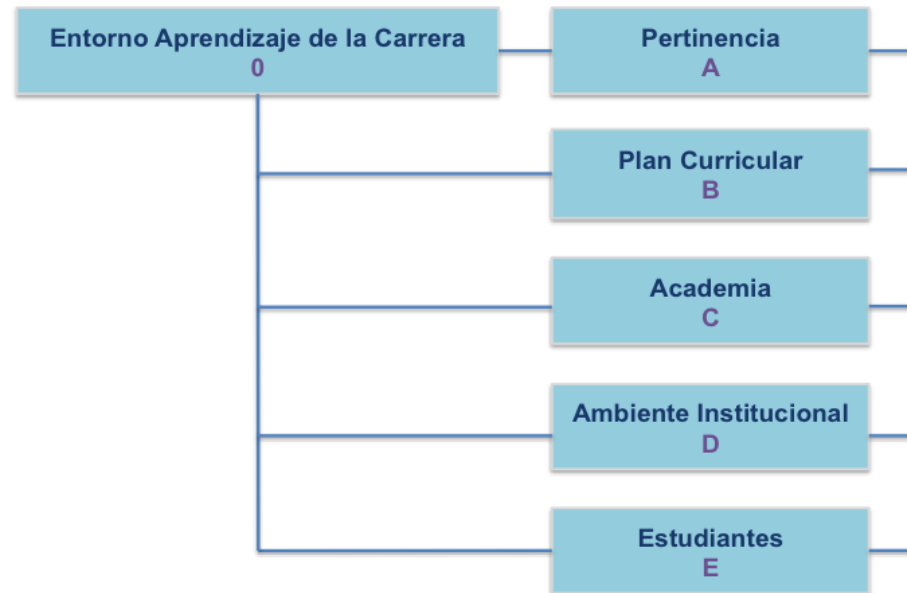 Entorno Aprendizaje de la Carrera
0
Pertinencia
A
Plan Curricular
B
Academia
C
Ambiente Institucional
D
Estudiantes
E